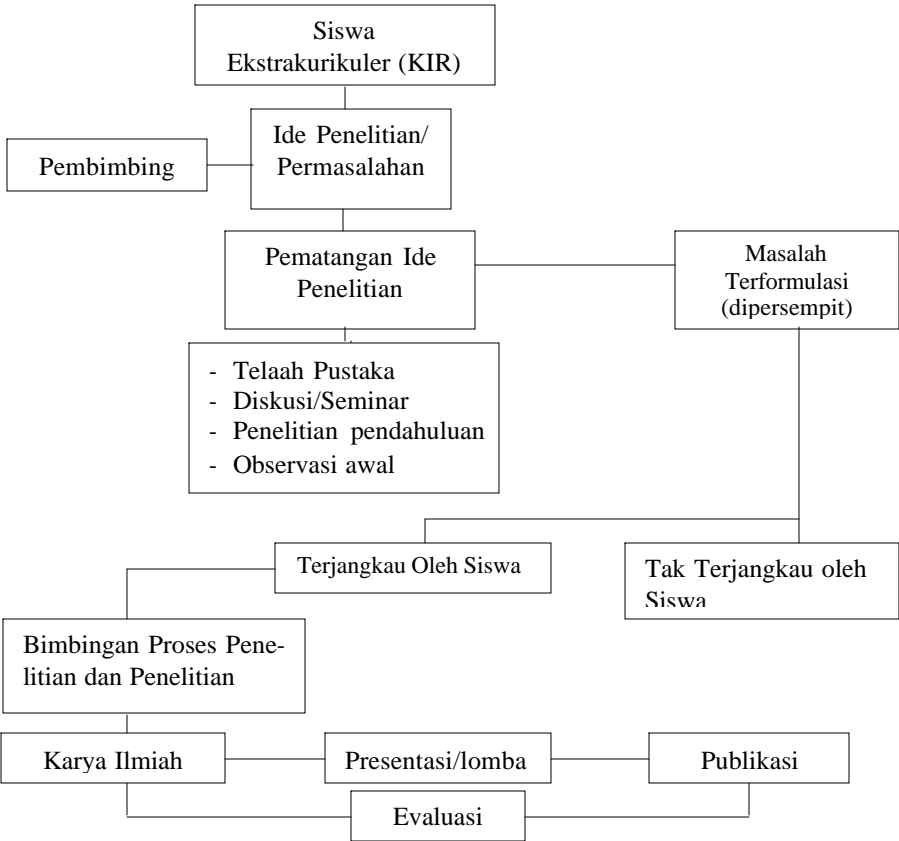 Siswa
Ekstrakurikuler (KIR)
Ide Penelitian/
Permasalahan
Pembimbing
Pematangan Ide
Penelitian
Masalah
Terformulasi
(dipersempit)
- Telaah Pustaka
- Diskusi/Seminar
- Penelitian pendahuluan
- Observasi awal
Terjangkau Oleh Siswa
Tak Terjangkau oleh
Siswa
Bimbingan Proses Pene-
litian dan Penelitian
Karya Ilmiah
Presentasi/lomba
Publikasi
Evaluasi